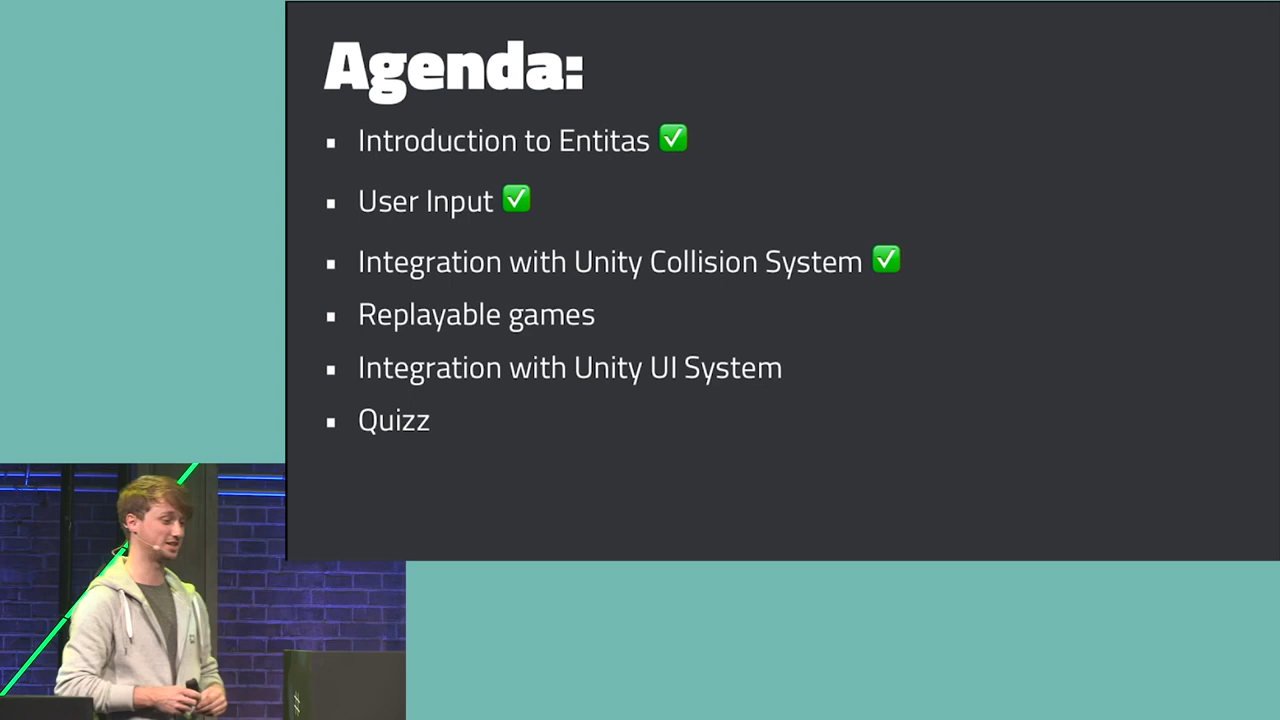 Agenda:
▪ Introduction to Entitas ✅
▪ User Input ✅
▪ Integration with Unity Collision System ✅
▪ Replayable games
▪ Integration with Unity UI System
▪ Quizz